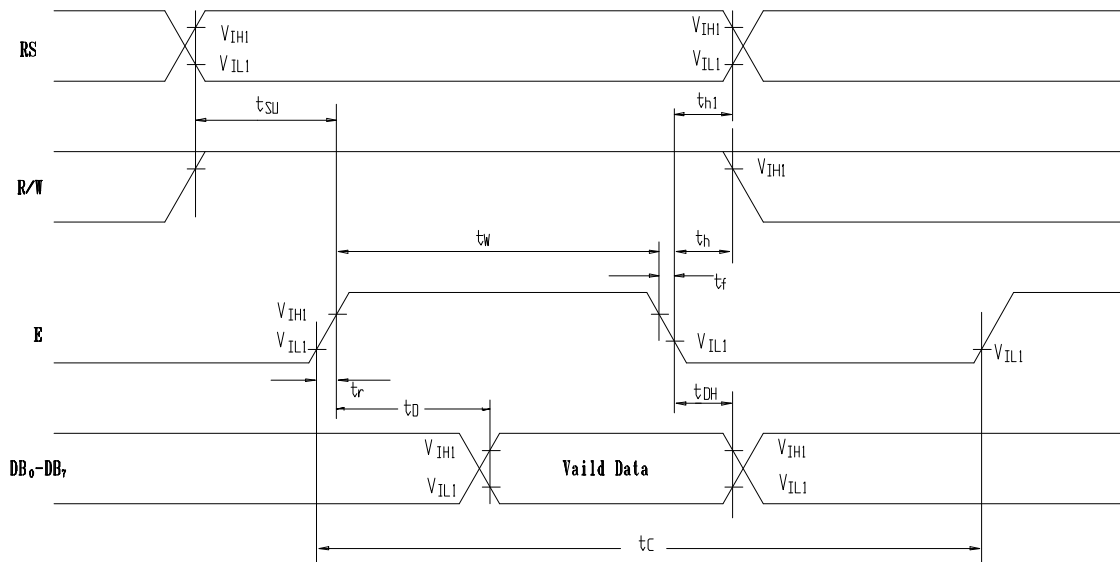 VIH1 VIH1
RS
VIL1 VIL1
tSU th1
R/W VIH1
tW th
tf
VIH1
E
VIL1 VIL1 VIL1
tr tD tDH
VIH1 VIH1
DB0-DB7 Vaild Data
VIL1 VIL1
tC